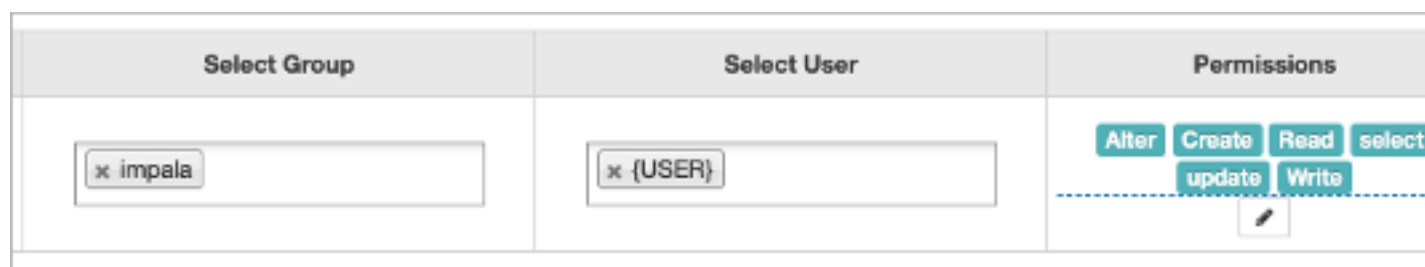 Select Group Select User Permissions
× impala × {USER} Alter Create Read select
update Write